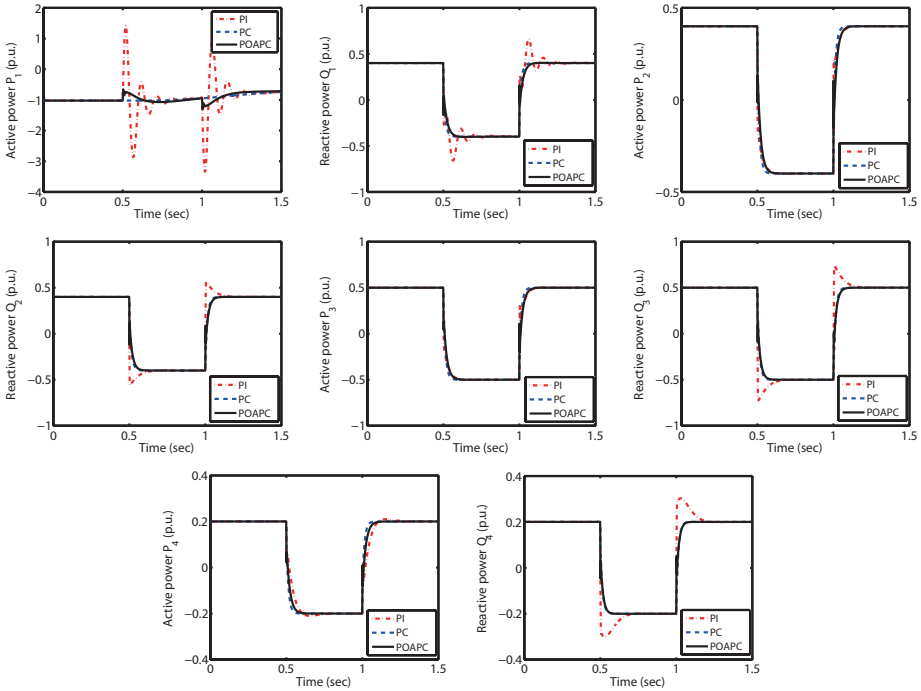 Active power P1 (p.u.)
2
1
0
−1
−2
−3
−4
PI
PC
POAPC
0
0.5
1
1.5
Time (sec)
Reactive power Q1 (p.u.)
1
0.5
0
−0.5
−1
PI
PC
POAPC
0
0.5
1
1.5
Time (sec)
Active power P2 (p.u.)
0.5
0
−0.5
PI
PC
POAPC
0
0.5
1
1.5
Time (sec)
Reactive power Q2 (p.u.)
1
0.5
0
−0.5
−1
PI
PC
POAPC
0
0.5
1
1.5
Time (sec)
Active power P3 (p.u.)
1
0.5
0
−0.5
−1
PI
PC
POAPC
0
0.5
1
1.5
Time (sec)
Reactive power Q3 (p.u.)
1
0.5
0
−0.5
−1
PI
PC
POAPC
0
0.5
1
1.5
Time (sec)
Active power P4 (p.u.)
0.4
0.2
0
−0.2
−0.4
PI
PC
POAPC
0
0.5
1
1.5
Time (sec)
Reactive power Q4 (p.u.)
0.4
0.2
0
−0.2
−0.4
PI
PC
POAPC
0
0.5
1
1.5
Time (sec)